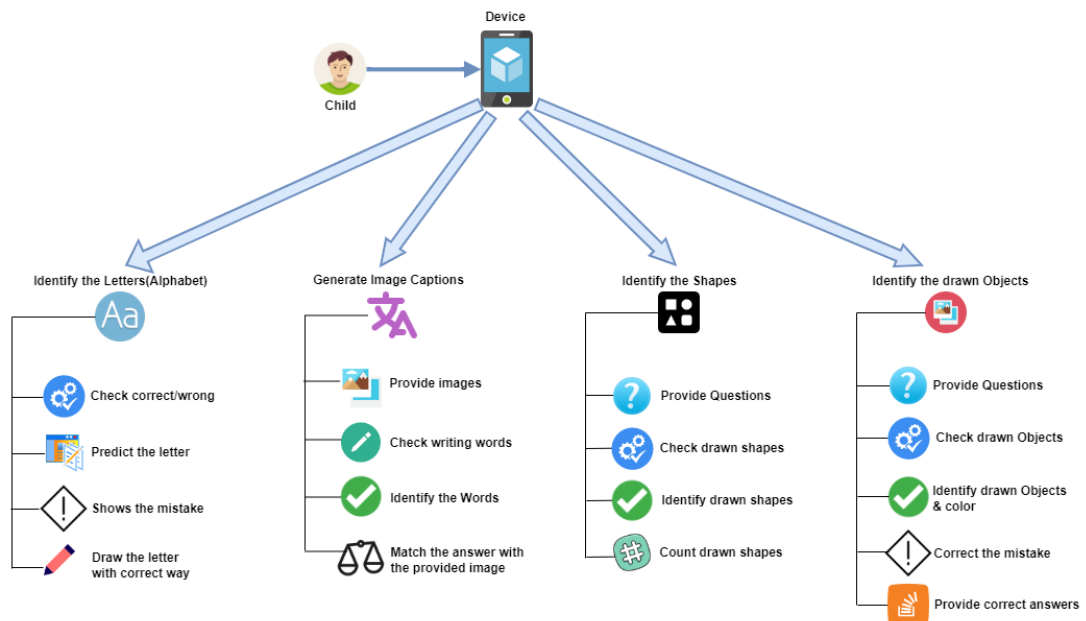 Device
Child
Identify the Letters(Alphabet)
Aa
Check correct/wrong
Predict the letter
Shows the mistake
Draw the letter
with correct way
Generate Image Captions
文A
Provide images
Check writing words
Identify the Words
Match the answer with
the provided image
Identify the Shapes
?
Provide Questions
Check drawn shapes
Identify drawn shapes
#
Count drawn shapes
Identify the drawn Objects
?
Provide Questions
Check drawn Objects
Identify drawn Objects
& color
!
Correct the mistake
Provide correct answers